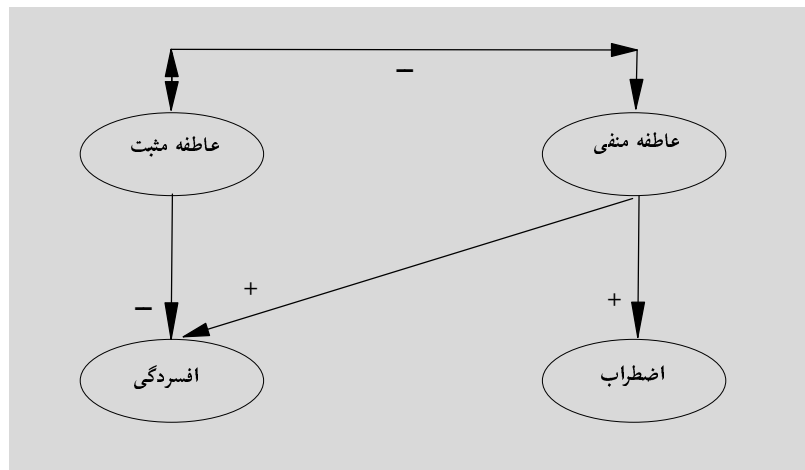 −
عاطفه منفی
عاطفه مثبت
+
+
−
اضطراب
افسردگی